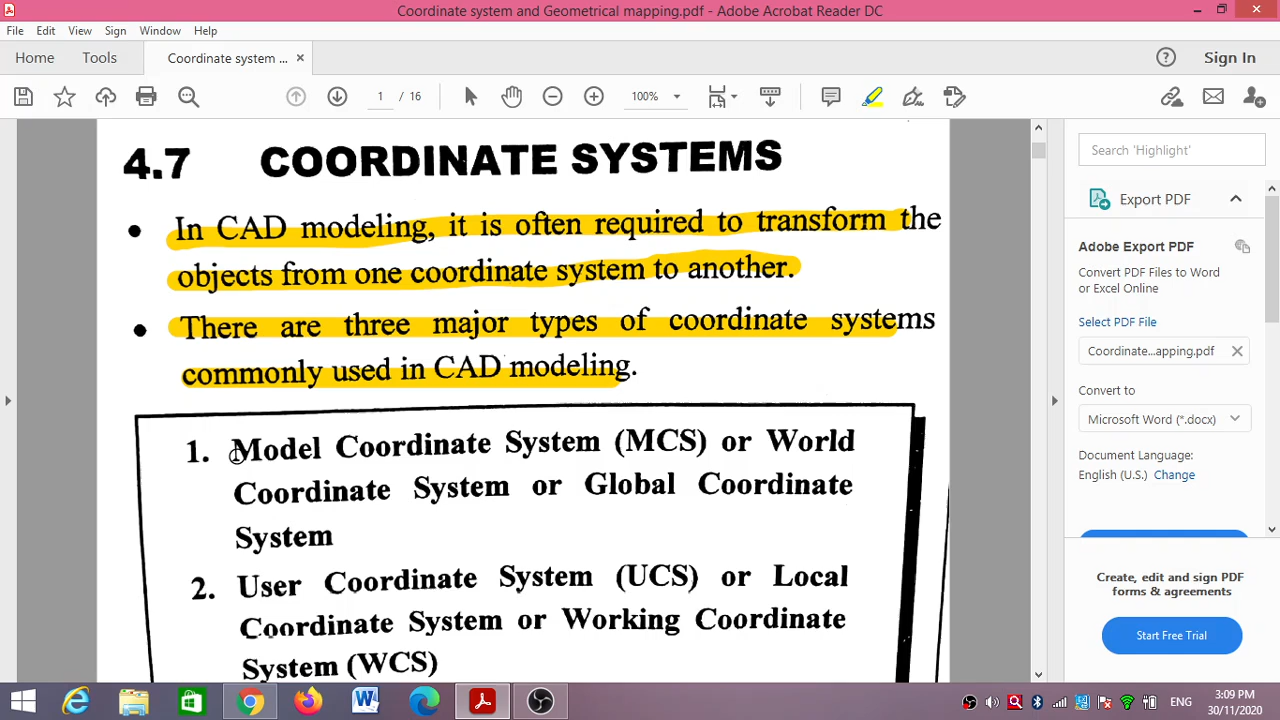 Coordinate system and Geometrical mapping.pdf - Adobe Acrobat Reader DC
File Edit View Sign Window Help
Home Tools Coordinate system ... × Sign In
1 / 16 100%
4.7 COORDINATE SYSTEMS
• In CAD modeling, it is often required to transform the
objects from one coordinate system to another.
• There are three major types of coordinate systems
commonly used in CAD modeling.
1. Model Coordinate System (MCS) or World
Coordinate System or Global Coordinate
System
2. User Coordinate System (UCS) or Local
Coordinate System or Working Coordinate
System (WCS)
Search 'Highlight'
Export PDF
Adobe Export PDF
Convert PDF Files to Word
or Excel Online
Select PDF File
Coordinate...apping.pdf
Convert to
Microsoft Word (*.docx)
Document Language:
English (U.S.) Change
Create, edit and sign PDF
forms & agreements
Start Free Trial
ENG
3:09 PM
30/11/2020